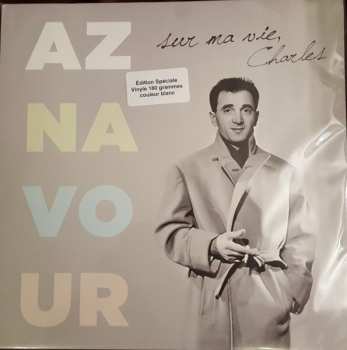 AZ
NA
VO
UR
sur ma vie,
Charles
Edition Spéciale
Vinyle 180 grammes
couleur blanc